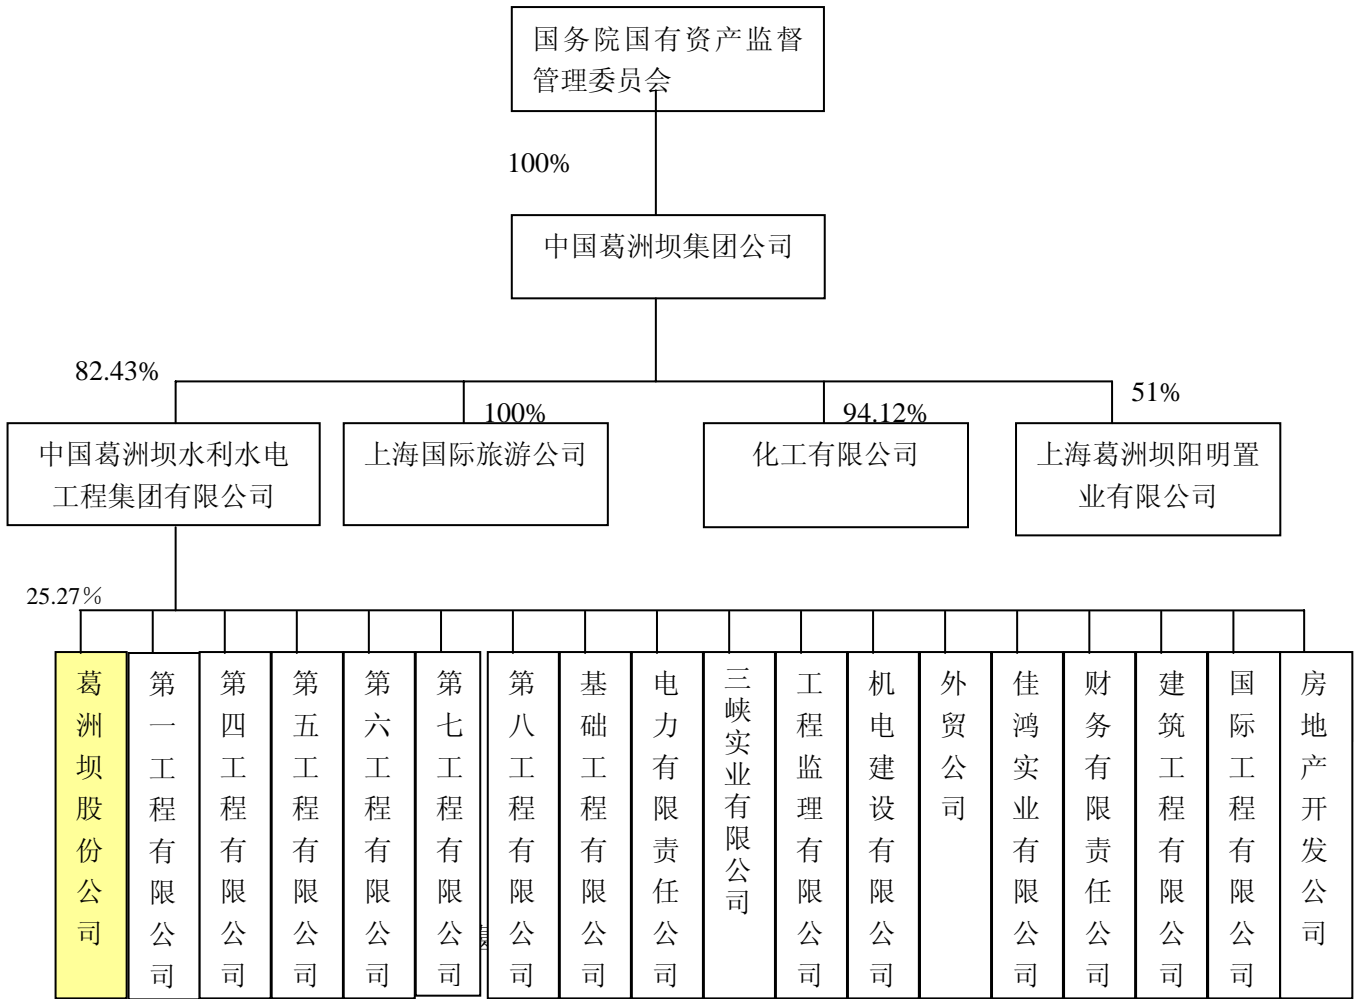 国务院国有资产监督
管理委员会
100%
中国葛洲坝集团公司
82.43%
100%
94.12%
51%
中国葛洲坝水利水电
工程集团有限公司
上海国际旅游公司
化工有限公司
上海葛洲坝阳明置
业有限公司
25.27%
葛洲坝股份公司
第一工程有限公司
第四工程有限公司
第五工程有限公司
第六工程有限公司
第七工程有限公司
第八工程有限公司
基础工程有限公司
电力有限责任公司
三峡实业有限公司
工程监理有限公司
机电建设有限公司
外贸公司
佳鸿实业有限公司
财务有限责任公司
建筑工程有限公司
国际工程有限公司
房地产开发公司